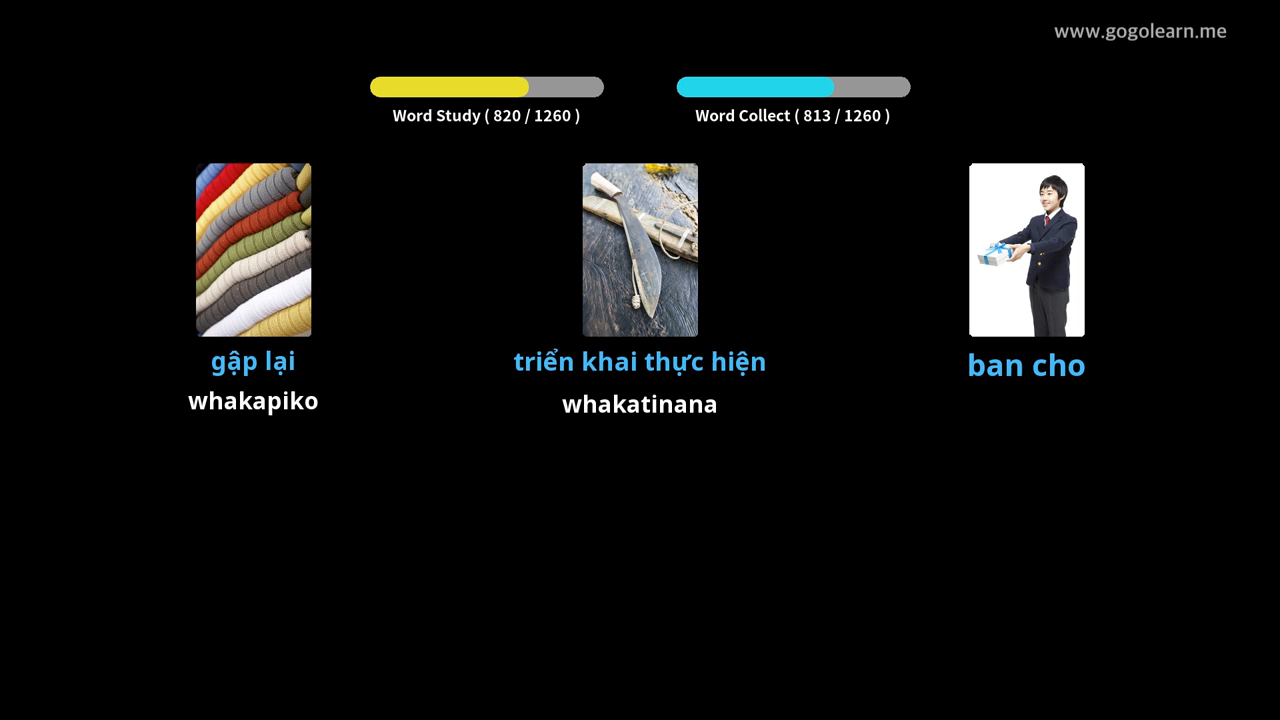 www.gogolearn.me
Word Study ( 820 / 1260 )
Word Collect ( 813 / 1260 )
gập lại
triển khai thực hiện
ban cho
whakapiko
whakatinana